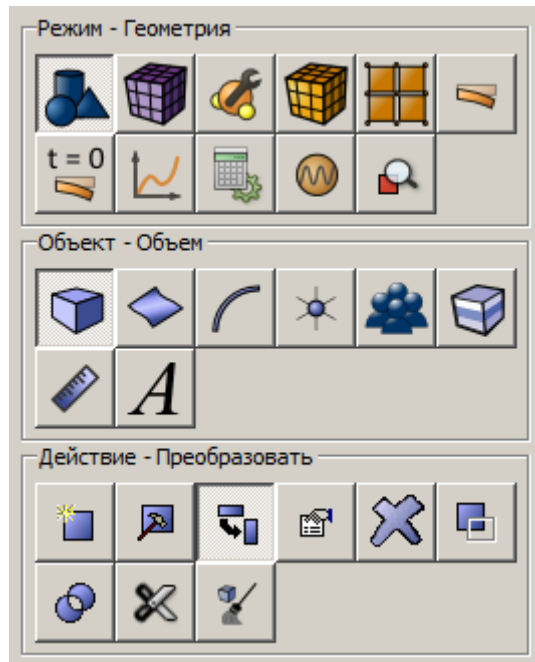 Режим - Геометрия
t = 0
Объект - Объем
A
Действие - Преобразовать